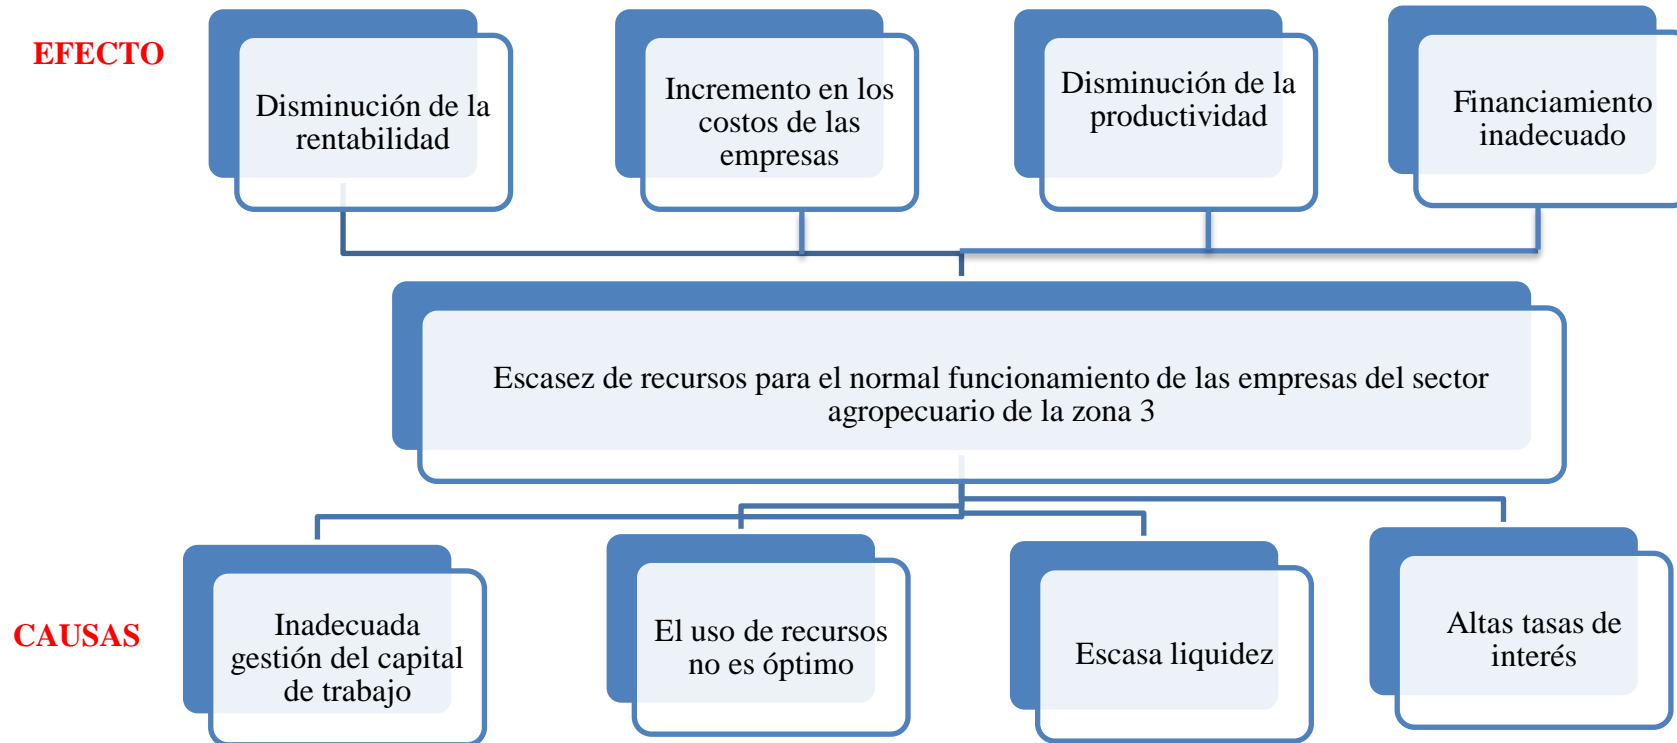 EFECTO
Disminución de la
rentabilidad
Incremento en los
costos de las
empresas
Disminución de la
productividad
Financiamiento
inadecuado
Escasez de recursos para el normal funcionamiento de las empresas del sector
agropecuario de la zona 3
CAUSAS
Inadecuada
gestión del capital
de trabajo
El uso de recursos
no es óptimo
Escasa liquidez
Altas tasas de
interés